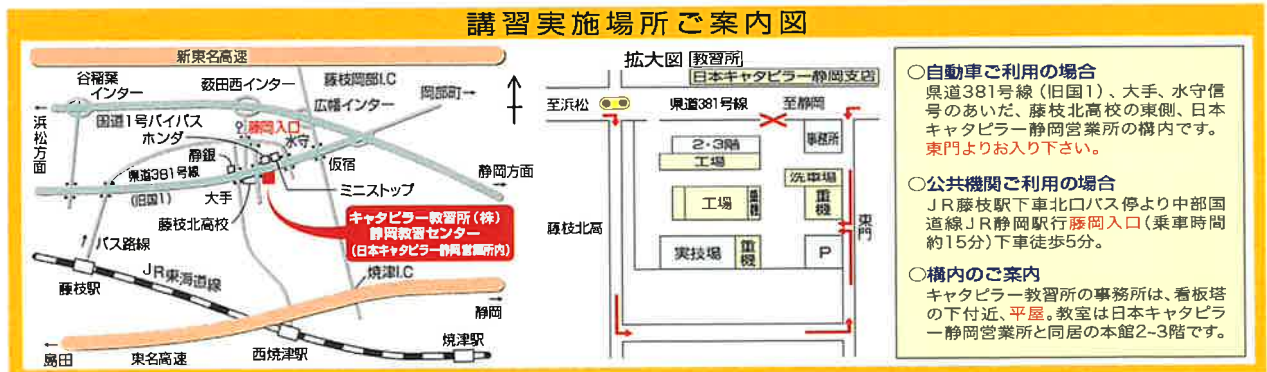 講習実施場所ご案内図
新東名高速
谷稲葉
インター
薮田西インター
藤枝岡部I.C
広幡インター
岡部町→
←浜松方面
国道1号バイパス
藤岡入口
ホンダ
水守
静銀
県道381号線
(旧国1)
仮宿
大手
ミニストップ
静岡方面
→
藤枝北高校
キャタピラー教習所(株)
静岡教習センター
(日本キャタピラー静岡営業所内)
バス路線
JR東海道線
藤枝駅
焼津I.C
→
静岡
東名高速
西焼津駅
焼津駅
←
島田
拡大図 教習所
日本キャタピラー静岡支店
至浜松
県道381号線
至静岡
2・3階
工場
事務所
洗車場
工場
重機
重機
藤枝北高
東門
実技場
重機
P
○自動車ご利用の場合
県道381号線(旧国1)、大手、水守信
号のあいだ、藤枝北高校の東側、日本
キャタピラー静岡営業所の構内です。
東門よりお入り下さい。
○公共機関ご利用の場合
JR藤枝駅下車北口バス停より中部国
道線JR静岡駅行藤岡入口(乗車時間
約15分)下車徒歩5分。
○構内のご案内
キャタピラー教習所の事務所は、看板塔
の下付近、平屋。教室は日本キャタピラ
ー静岡営業所と同居の本館2~3階です。